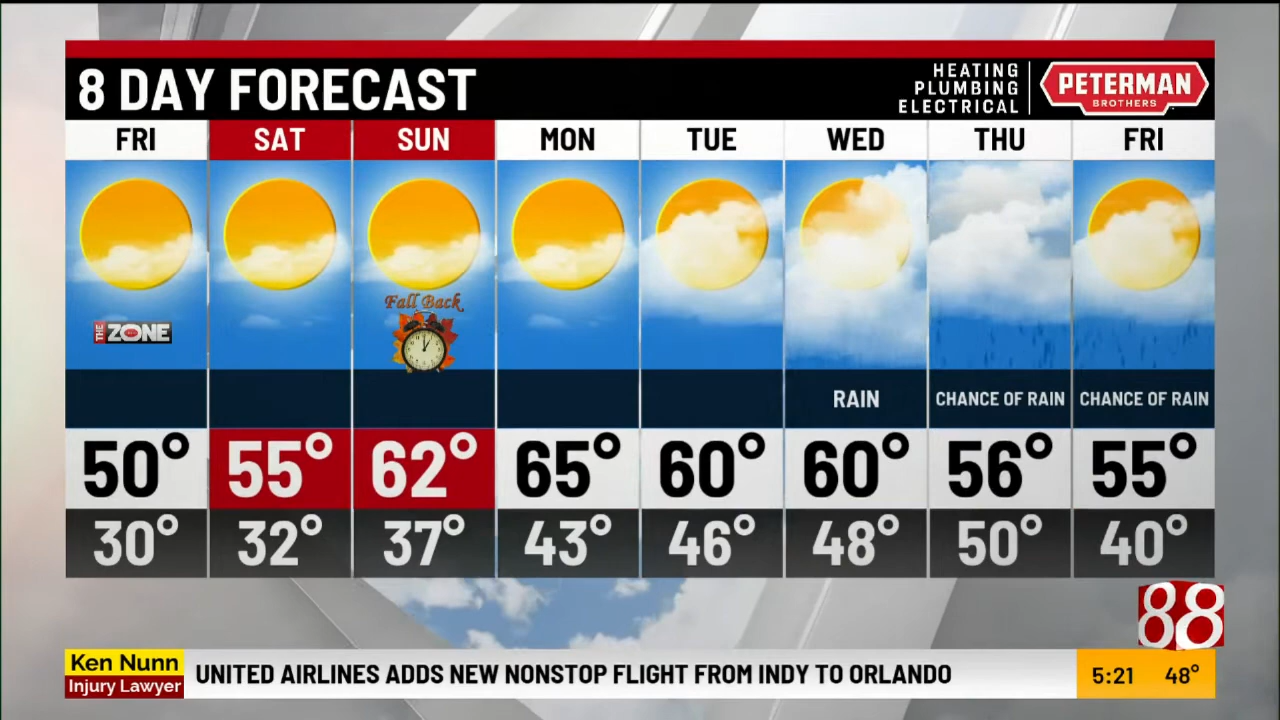 8 DAY FORECAST
HEATING
PLUMBING
ELECTRICAL
PETERMAN
BROTHERS
FRI SAT SUN MON TUE WED THU FRI
Fall Back
THE ZONE
RAIN CHANCE OF RAIN CHANCE OF RAIN
50° 55° 62° 65° 60° 60° 56° 55°
30° 32° 37° 43° 46° 48° 50° 40°
88
Ken Nunn
Injury Lawyer
UNITED AIRLINES ADDS NEW NONSTOP FLIGHT FROM INDY TO ORLANDO
5:21 48°